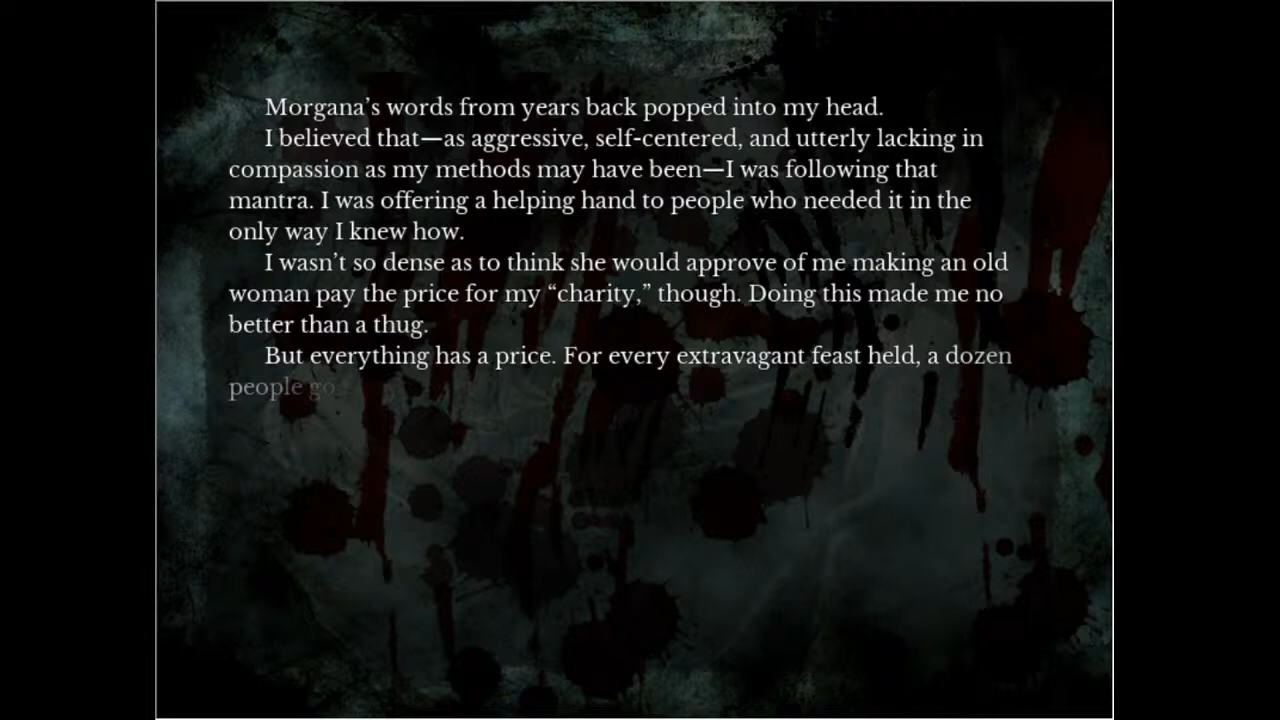 Morgana’s words from years back popped into my head.
I believed that—as aggressive, self-centered, and utterly lacking in
compassion as my methods may have been—I was following that
mantra. I was offering a helping hand to people who needed it in the
only way I knew how.
I wasn’t so dense as to think she would approve of me making an old
woman pay the price for my “charity,” though. Doing this made me no
better than a thug.
But everything has a price. For every extravagant feast held, a dozen
people go